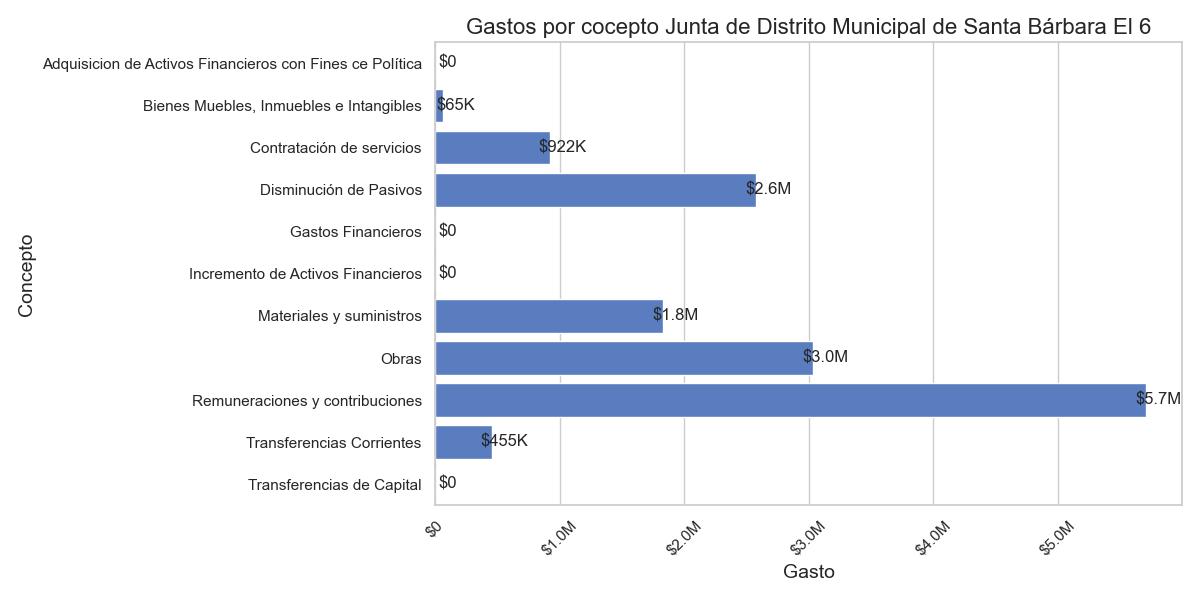 Gastos por cocepto Junta de Distrito Municipal de Santa Bárbara El 6
Concepto
Adquisicion de Activos Financieros con Fines ce Política $0
Bienes Muebles, Inmuebles e Intangibles $65K
Contratación de servicios $922K
Disminución de Pasivos $2.6M
Gastos Financieros $0
Incremento de Activos Financieros $0
Materiales y suministros $1.8M
Obras $3.0M
Remuneraciones y contribuciones $5.7M
Transferencias Corrientes $455K
Transferencias de Capital $0
$0 $1.0M $2.0M $3.0M $4.0M $5.0M
Gasto